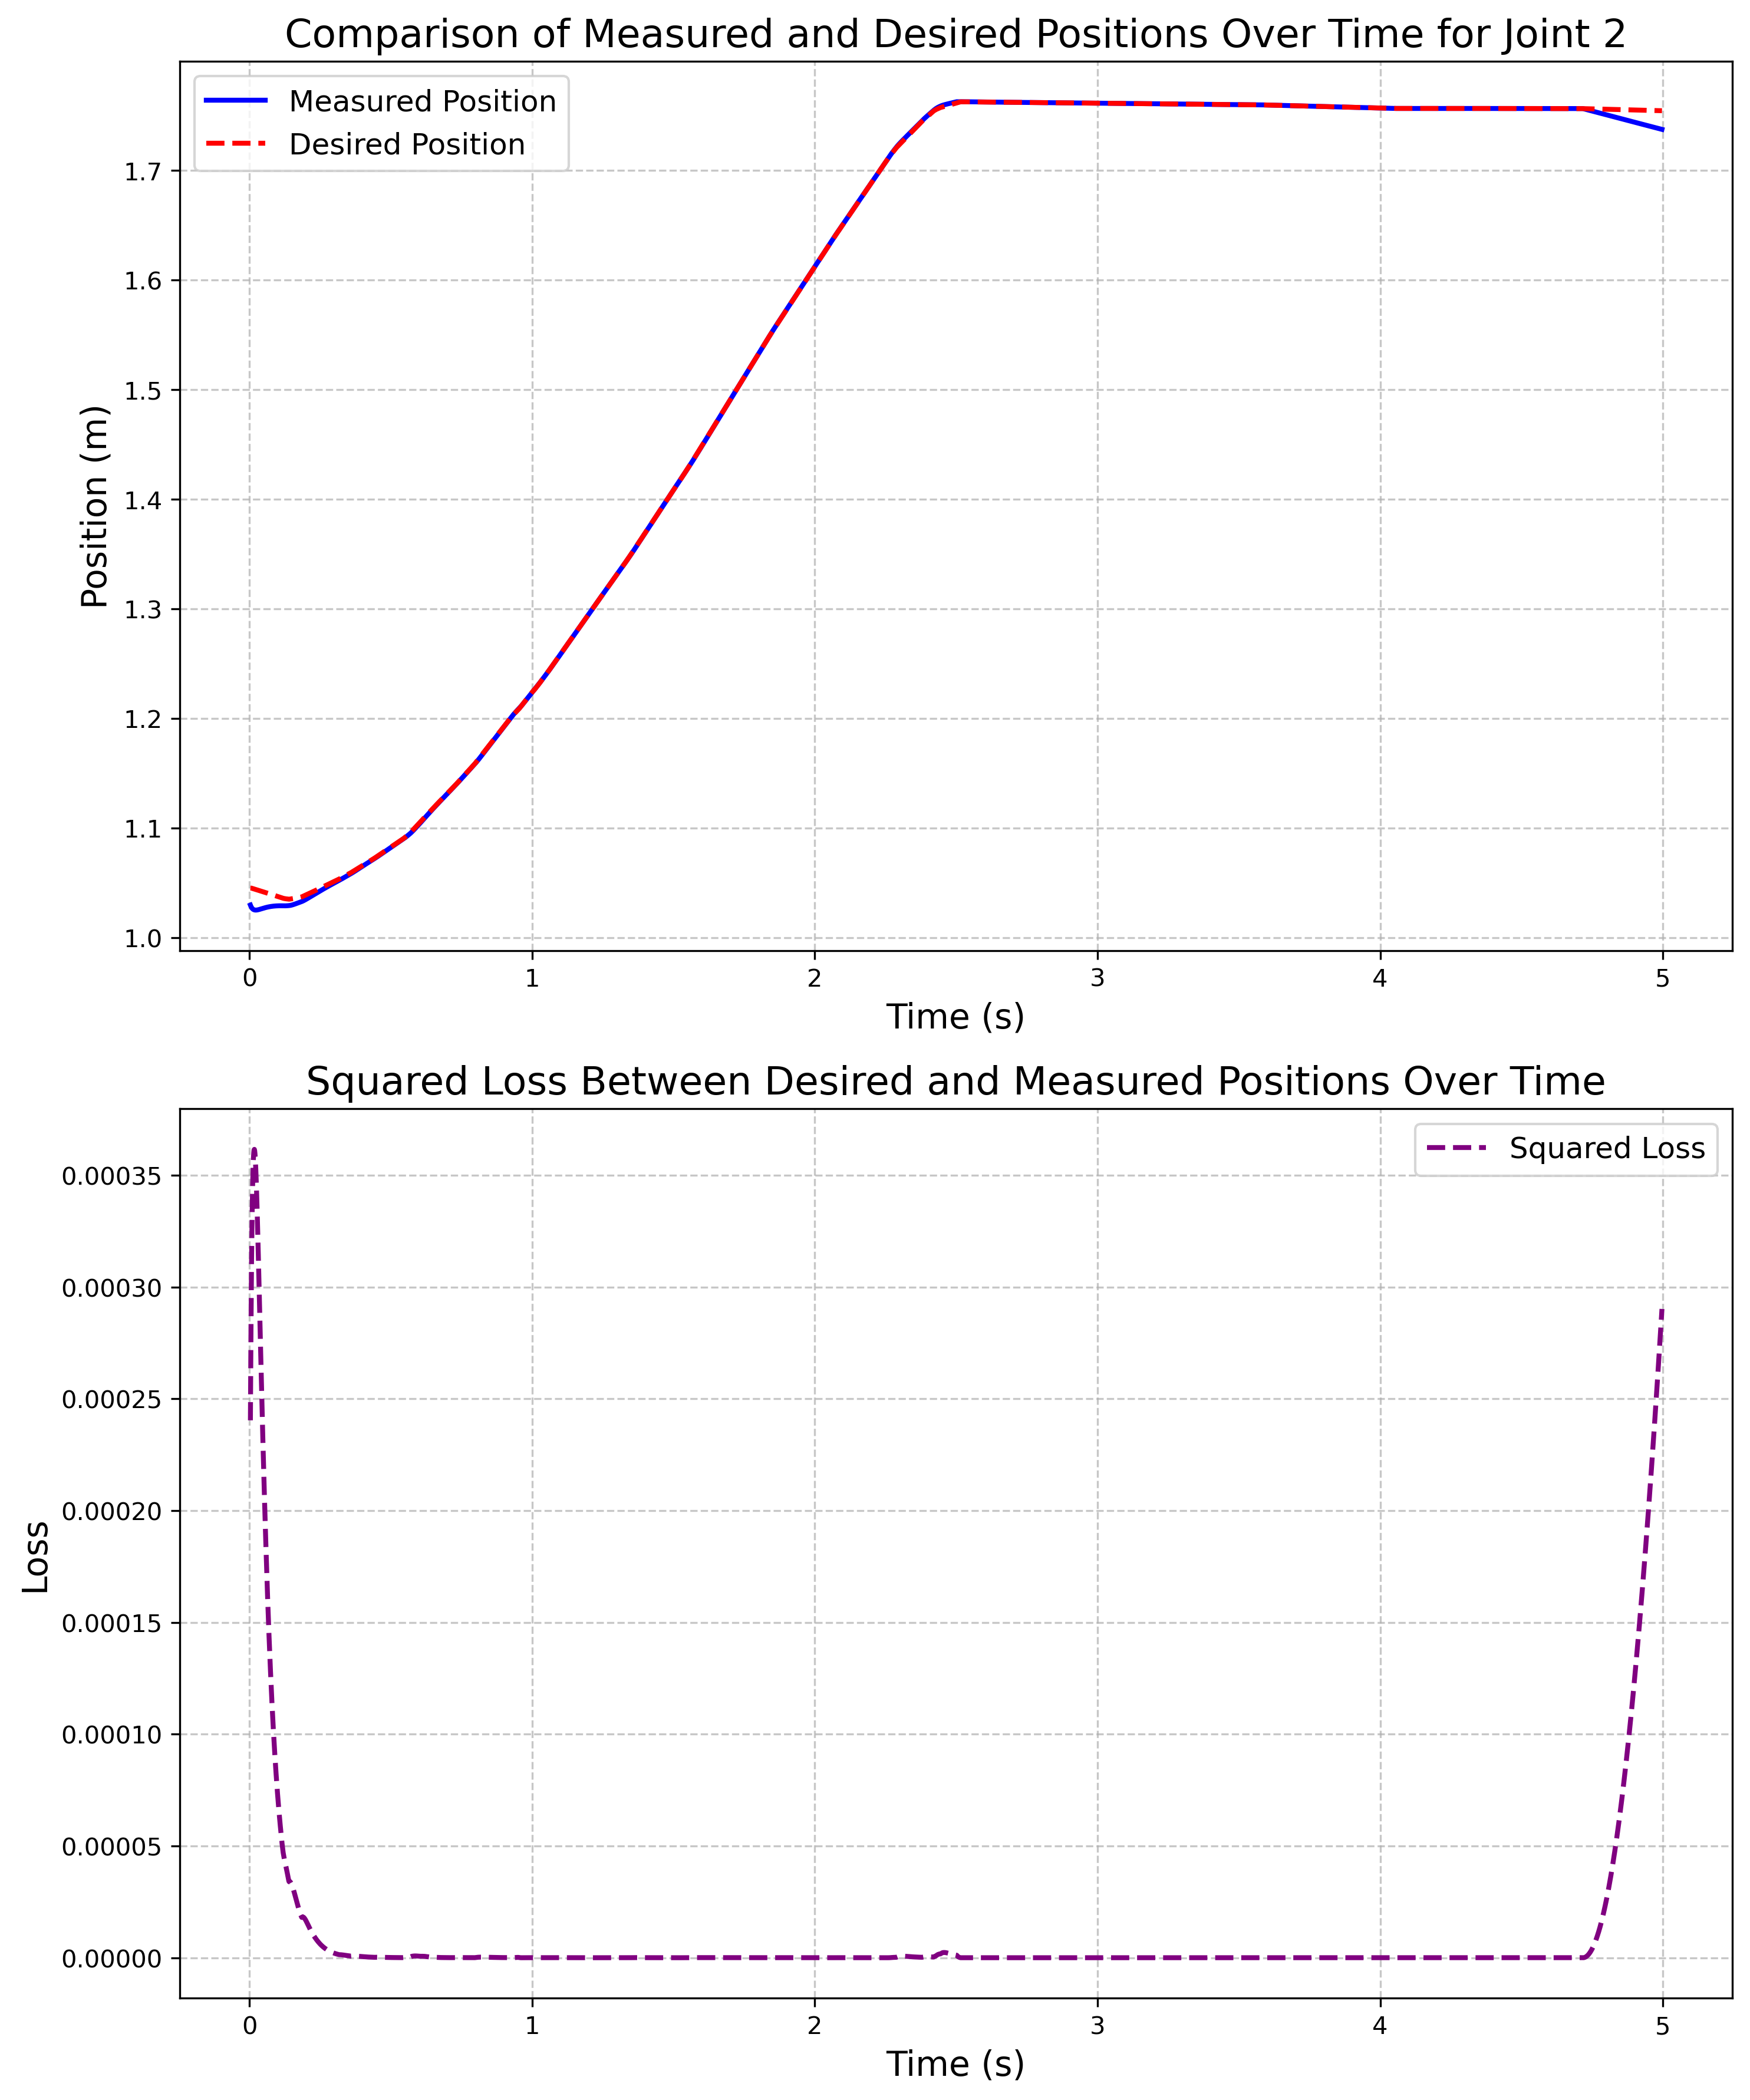 Comparison of Measured and Desired Positions Over Time for Joint 2
Measured Position
Desired Position
Position (m)
1.7
1.6
1.5
1.4
1.3
1.2
1.1
1.0
0 1 2 3 4 5
Time (s)
Squared Loss Between Desired and Measured Positions Over Time
Squared Loss
Loss
0.00035
0.00030
0.00025
0.00020
0.00015
0.00010
0.00005
0.00000
0 1 2 3 4 5
Time (s)